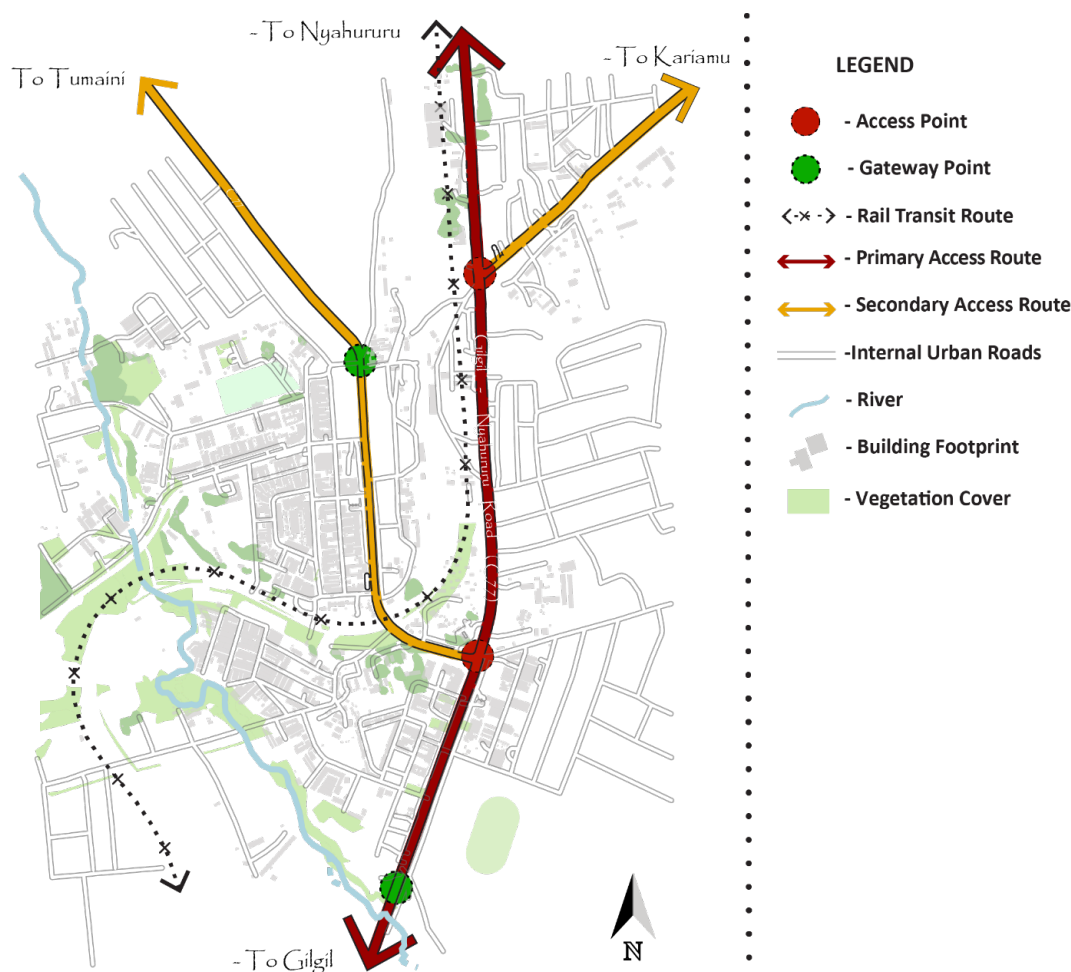 - To Nyahururu
- To Kariamu
To Tumaini
Gilgil - Nyahururu Road (C77)
- To Gilgil
N
LEGEND
- Access Point
- Gateway Point
- Rail Transit Route
- Primary Access Route
- Secondary Access Route
-Internal Urban Roads
- River
- Building Footprint
- Vegetation Cover